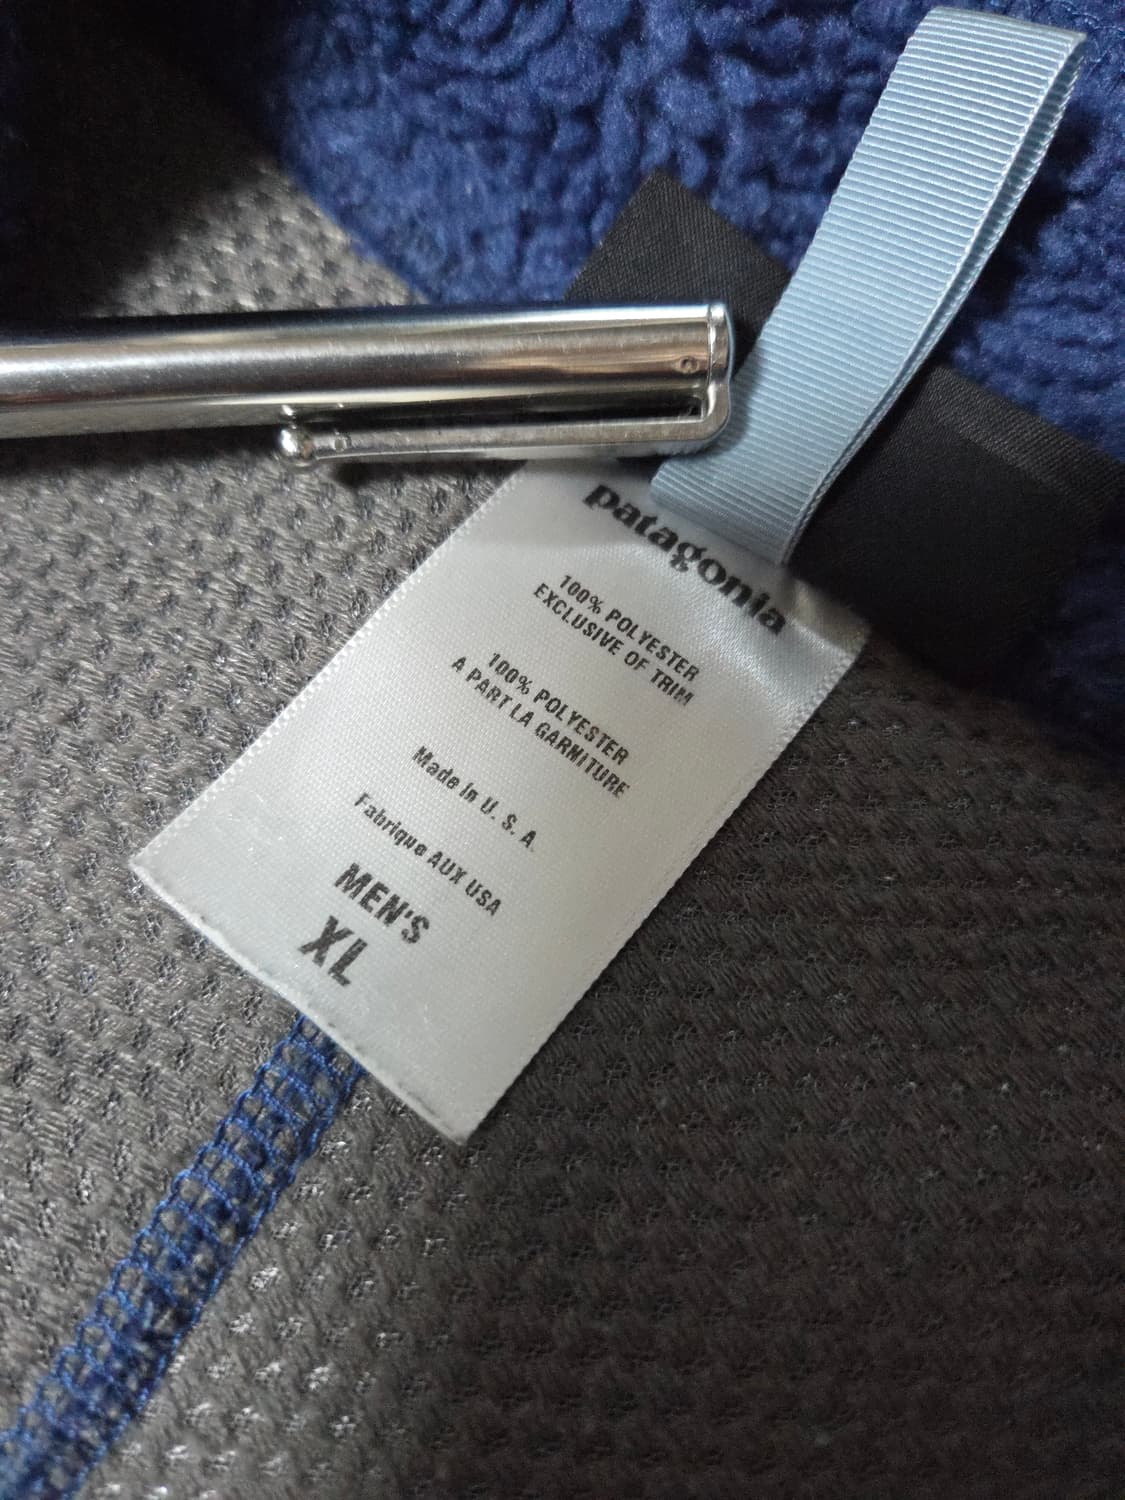 patagonia
100% POLYESTER
EXCLUSIVE OF TRIM
100% POLYESTER
A PART LA GARNITURE
Made in U. S. A.
Fabrique AUX USA
MEN'S
XL